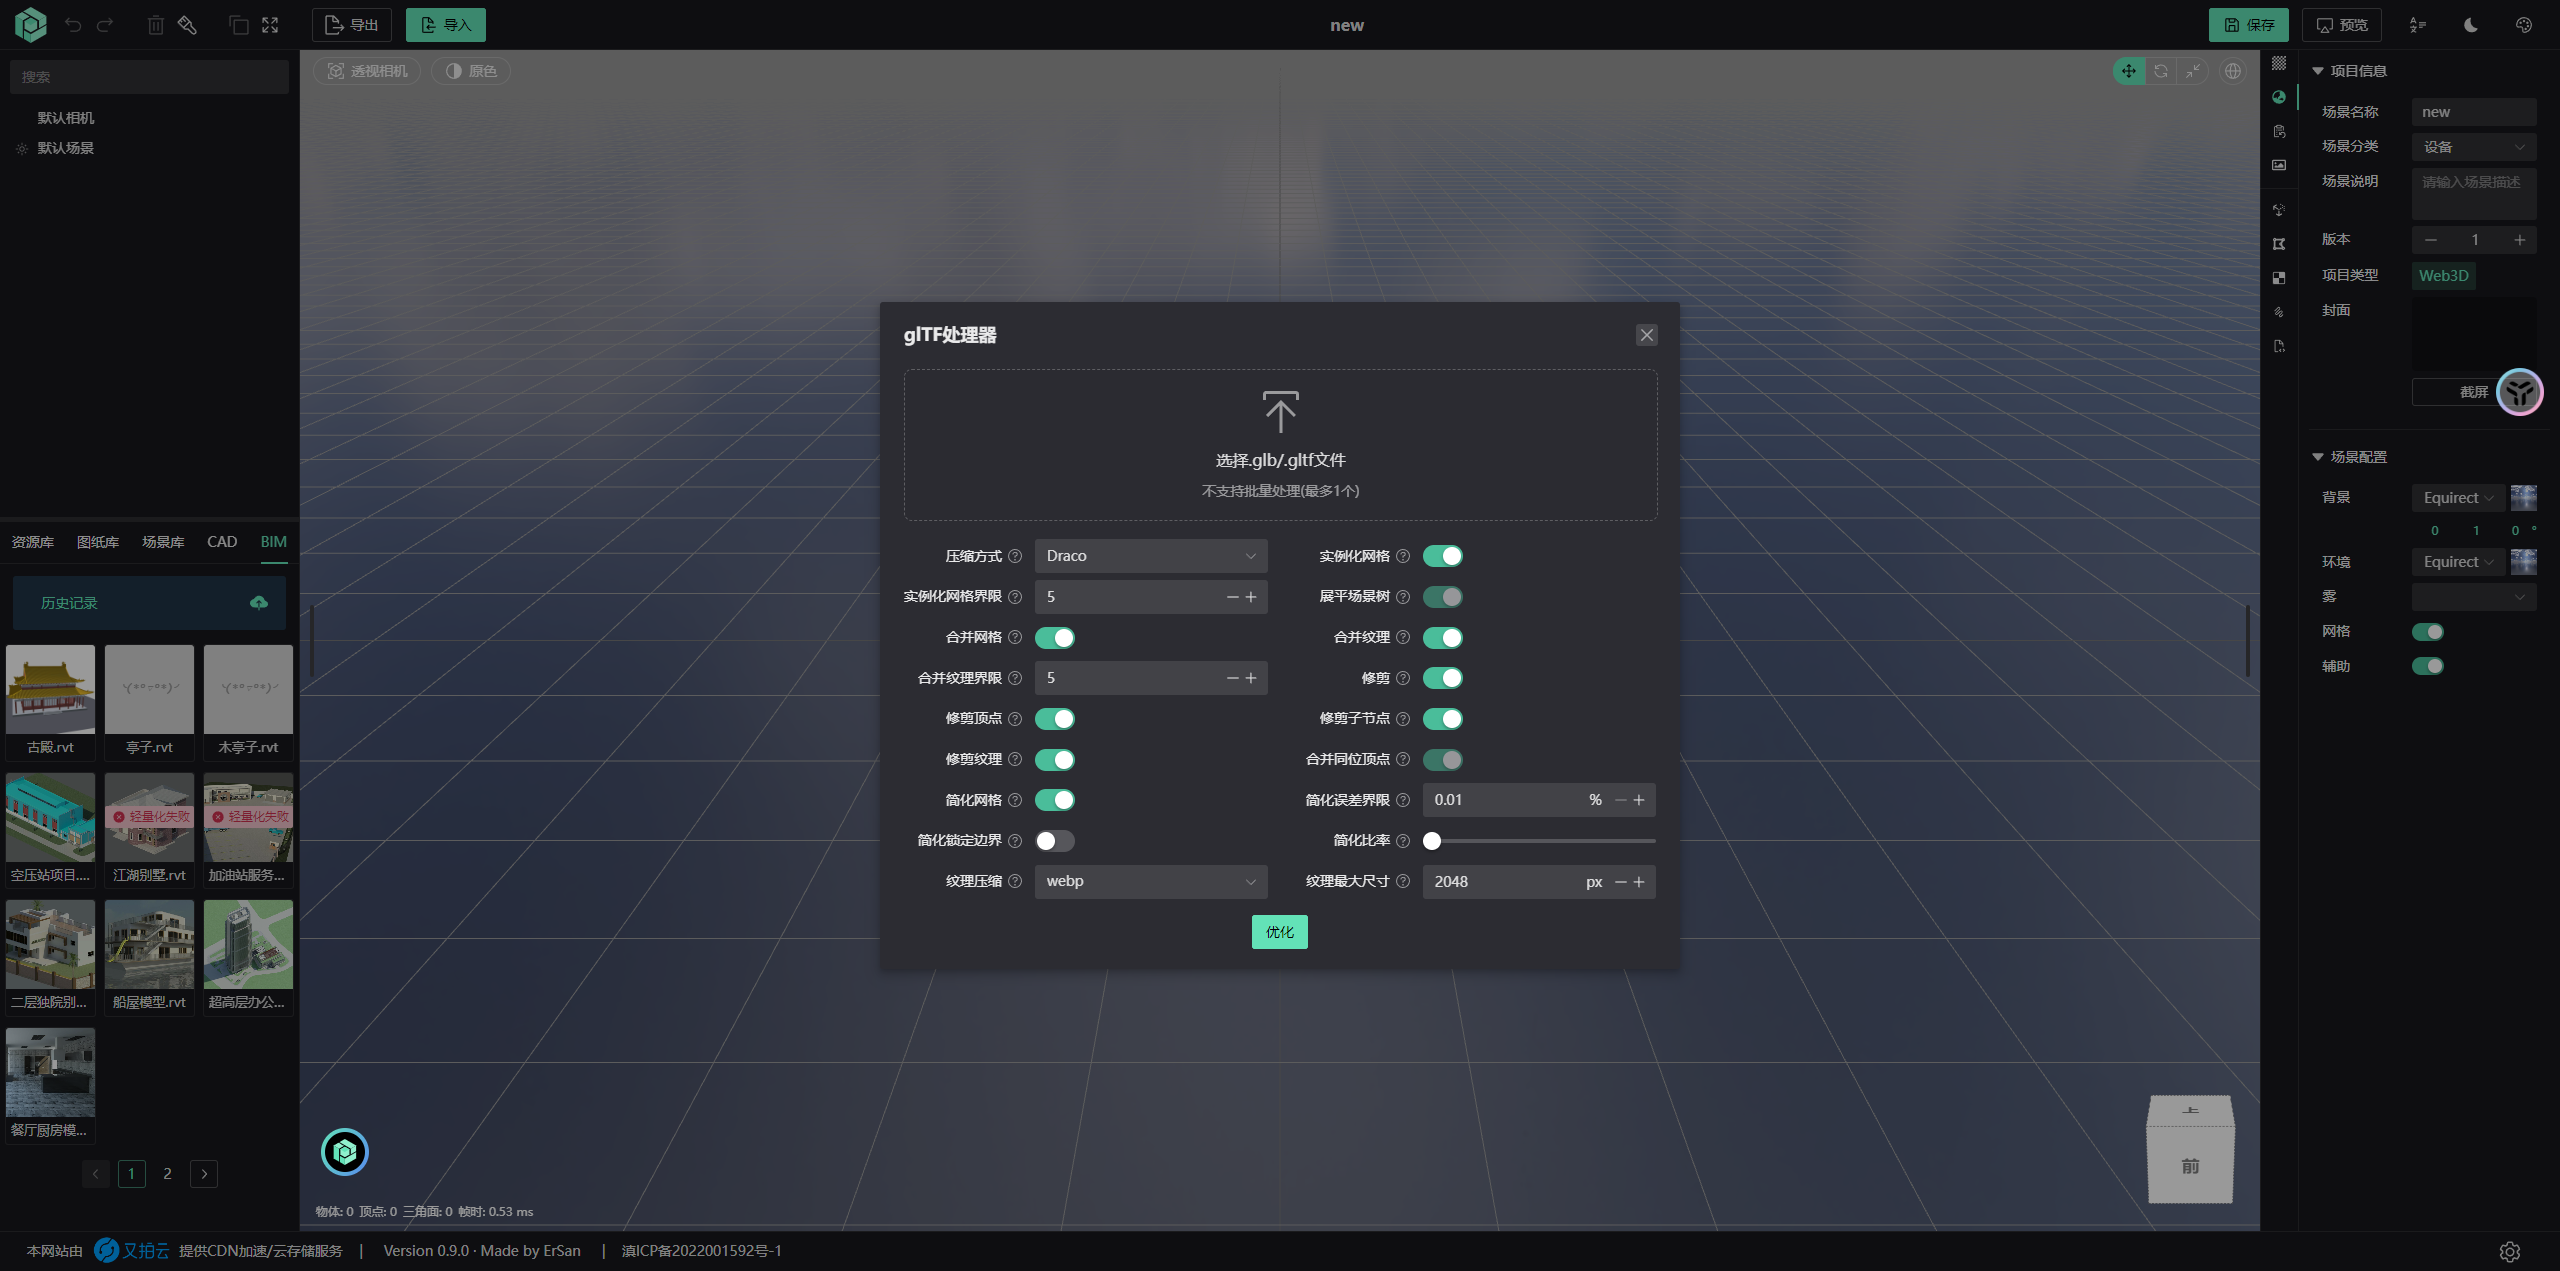 导出
导入
new
保存
预览
搜索
默认相机
默认场景
透视相机
原色
项目信息
场景名称
new
场景分类
设备
场景说明
请输入场景描述
版本
1
项目类型
Web3D
封面
截屏
场景配置
背景
Equirect
0 1 0 °
环境
Equirect
雾
网格
辅助
资源库 图纸库 场景库 CAD BIM
历史记录
古殿.rvt
亭子.rvt
木亭子.rvt
轻量化失败
轻量化失败
空压站项目....
江湖别墅.rvt
加油站服务...
二层独院别...
船屋模型.rvt
超高层办公...
餐厅厨房模...
1 2
glTF处理器
选择.glb/.gltf文件
不支持批量处理(最多1个)
压缩方式
Draco
实例化网格
实例化网格界限
5
展平场景树
合并网格
合并纹理
合并纹理界限
5
修剪
修剪顶点
修剪子节点
修剪纹理
合并同位顶点
简化网格
简化误差界限
0.01 %
简化锁定边界
简化比率
纹理压缩
webp
纹理最大尺寸
2048 px
优化
上
前
物体: 0 顶点: 0 三角面: 0 帧时: 0.53 ms
本网站由 又拍云 提供CDN加速/云存储服务 | Version 0.9.0 · Made by ErSan | 滇ICP备2022001592号-1